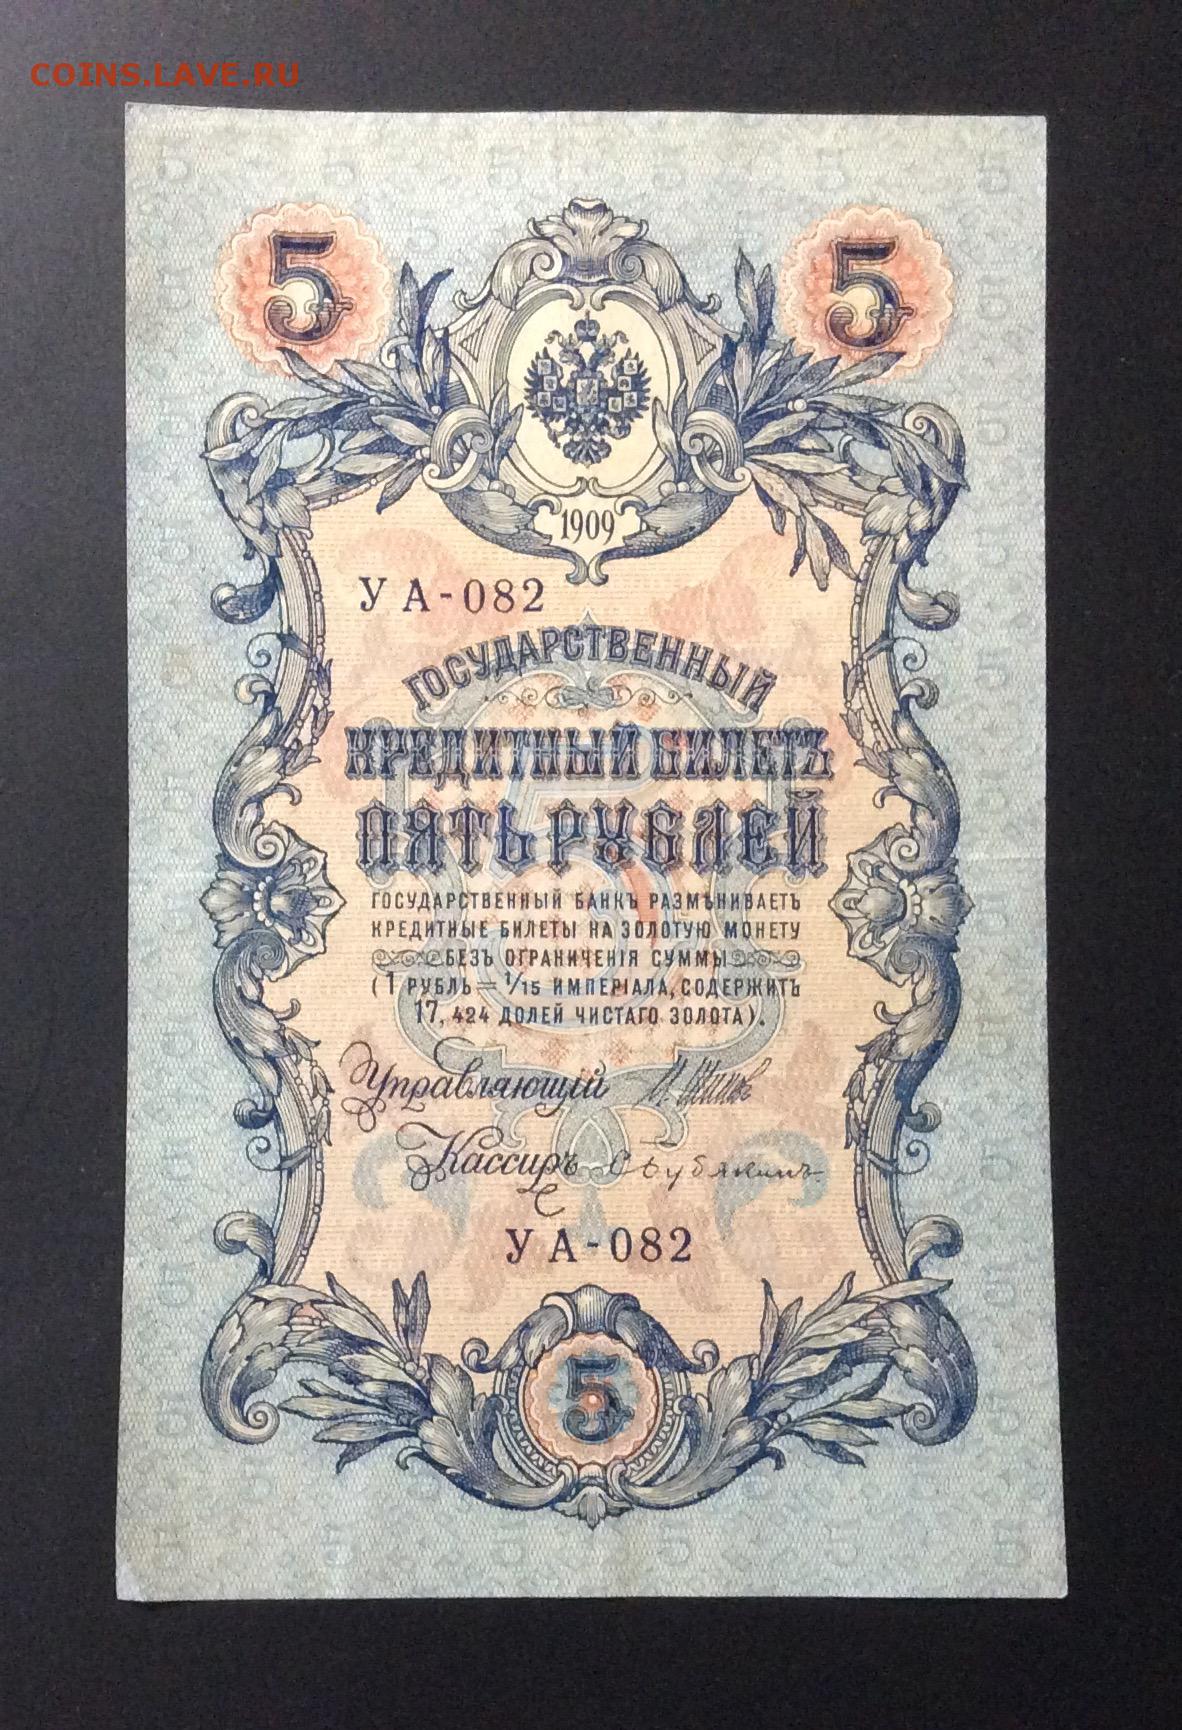 COINS.LAVE.RU
5 5
1909
УА-082
ГОСУДАРСТВЕННЫЙ
КРЕДИТНЫЙ БИЛЕТЪ
ПЯТЬ РУБЛЕЙ
ГОСУДАРСТВЕННЫЙ БАНКЪ РАЗМѢНИВАЕТЪ
КРЕДИТНЫЕ БИЛЕТЫ НА ЗОЛОТУЮ МОНЕТУ
БЕЗЪ ОГРАНИЧЕНІЯ СУММЫ
(1 РУБЛЬ = 1/15 ИМПЕРІАЛА, СОДЕРЖИТЪ
17,424 ДОЛЕЙ ЧИСТАГО ЗОЛОТА).
Управляющій И. Шипов
Кассиръ С Бубякинъ.
УА-082
5